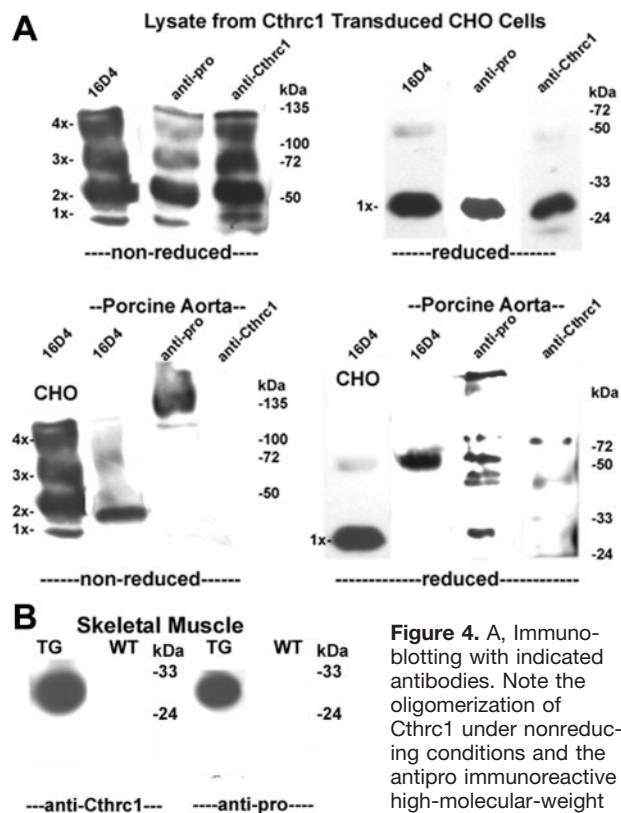 A
Lysate from Cthrc1 Transduced CHO Cells
16D4 anti-pro anti-Cthrc1 kDa
-135
4x-
-100
3x-
-72
2x-
-50
1x-
----non-reduced----
16D4 anti-pro anti-Cthrc1 kDa
-72
-50
-33
1x-
-24
-------reduced-------
--Porcine Aorta--
16D4 16D4 anti-pro anti-Cthrc1
CHO
kDa
-135
4x-
-100
-72
3x-
-50
2x-
1x-
------non-reduced------
--Porcine Aorta--
16D4 16D4 anti-pro anti-Cthrc1
CHO
kDa
-72
-50
-33
1x-
-24
------------reduced------------
B
Skeletal Muscle
TG WT kDa TG WT kDa
-33 -33
-24 -24
---anti-Cthrc1--- ----anti-pro----
Figure 4. A, Immuno-
blotting with indicated
antibodies. Note the
oligomerization of
Cthrc1 under nonreduc-
ing conditions and the
antipro immunoreactive
high-molecular-weight